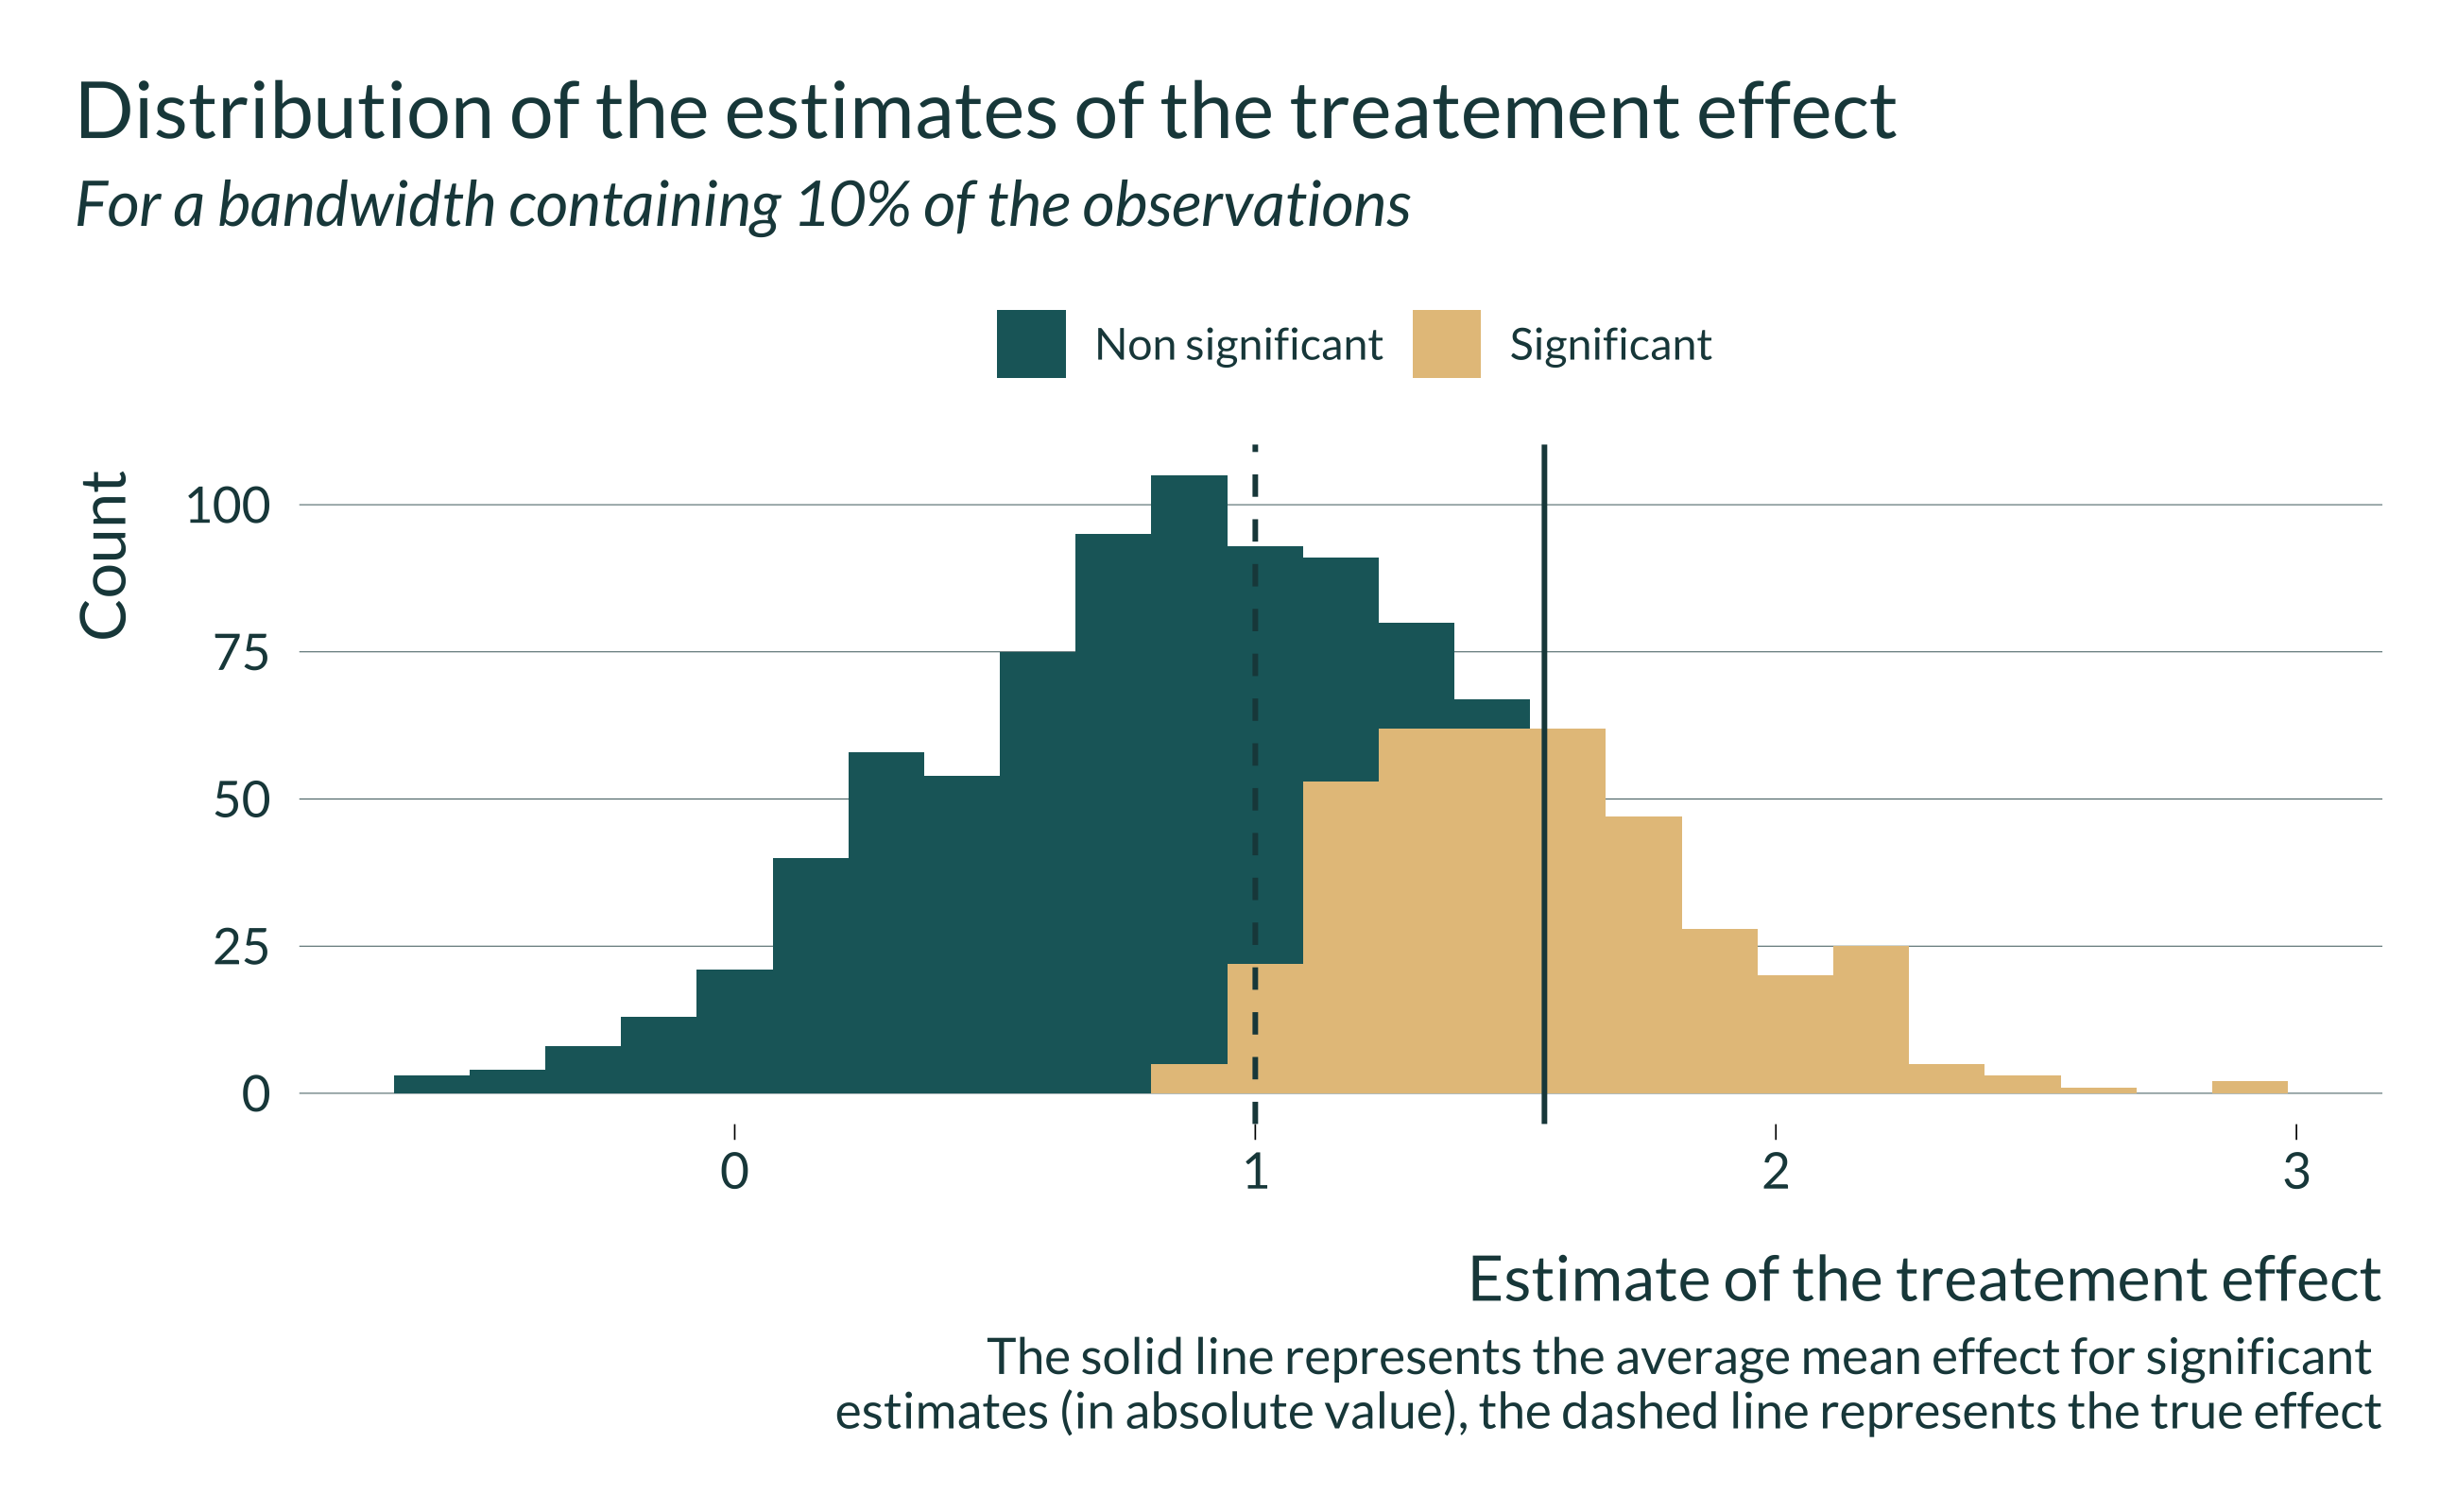 Distribution of the estimates of the treatement effect
For a bandwidth containing 10% of the observations
Non significant
Significant
Count
100
75
50
25
0
0
1
2
3
Estimate of the treatement effect
The solid line represents the average mean effect for significant
estimates (in absolute value), the dashed line represents the true effect